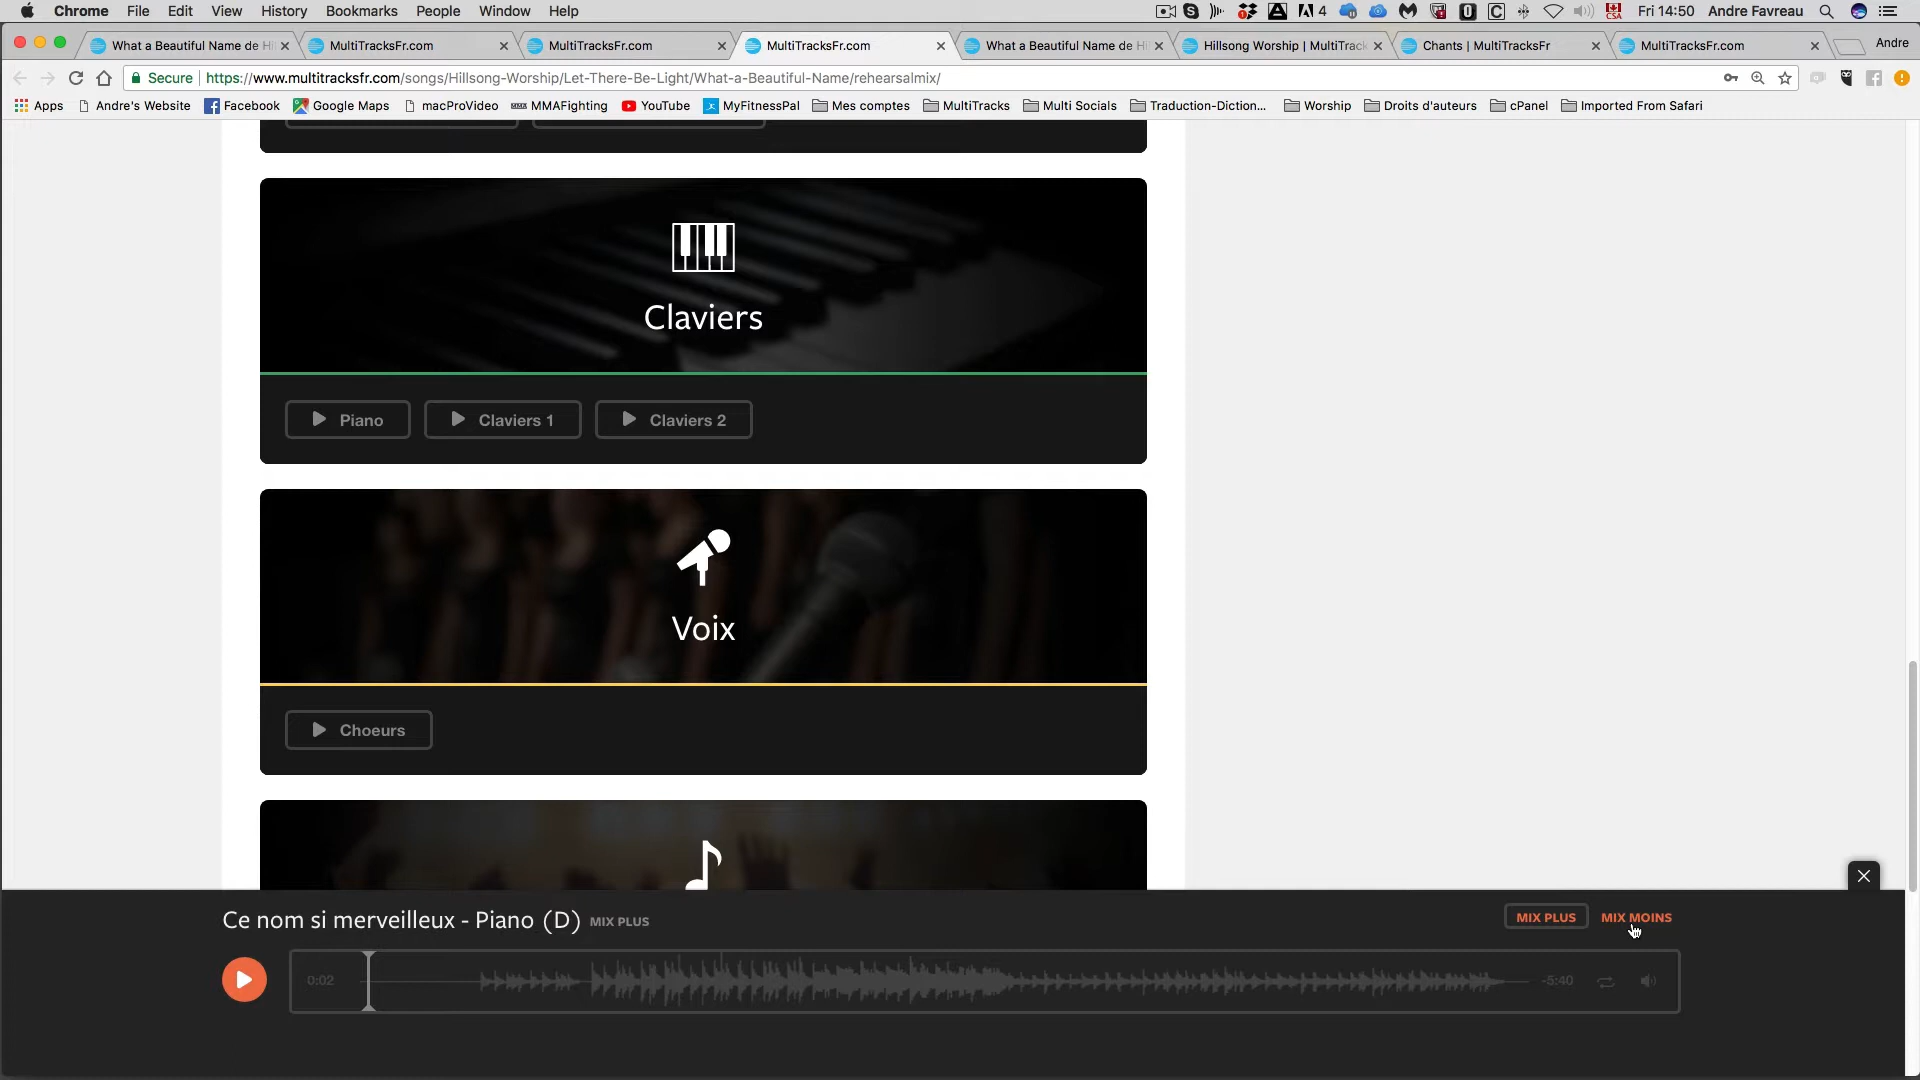 Chrome File Edit View History Bookmarks People Window Help 4 CSA Fri 14:50 Andre Favreau
What a Beautiful Name de Hi MultiTracksFr.com MultiTracksFr.com MultiTracksFr.com What a Beautiful Name de Hi Hillsong Worship | MultiTrack Chants | MultiTracksFr MultiTracksFr.com Andre
Secure https://www.multitracksfr.com/songs/Hillsong-Worship/Let-There-Be-Light/What-a-Beautiful-Name/rehearsalmix/
Apps Andre's Website Facebook Google Maps macProVideo MMAFighting YouTube MyFitnessPal Mes comptes MultiTracks Multi Socials Traduction-Diction... Worship Droits d'auteurs cPanel Imported From Safari
Claviers
Piano Claviers 1 Claviers 2
Voix
Choeurs
Ce nom si merveilleux - Piano (D) MIX PLUS MIX PLUS MIX MOINS
0:02 -5:40